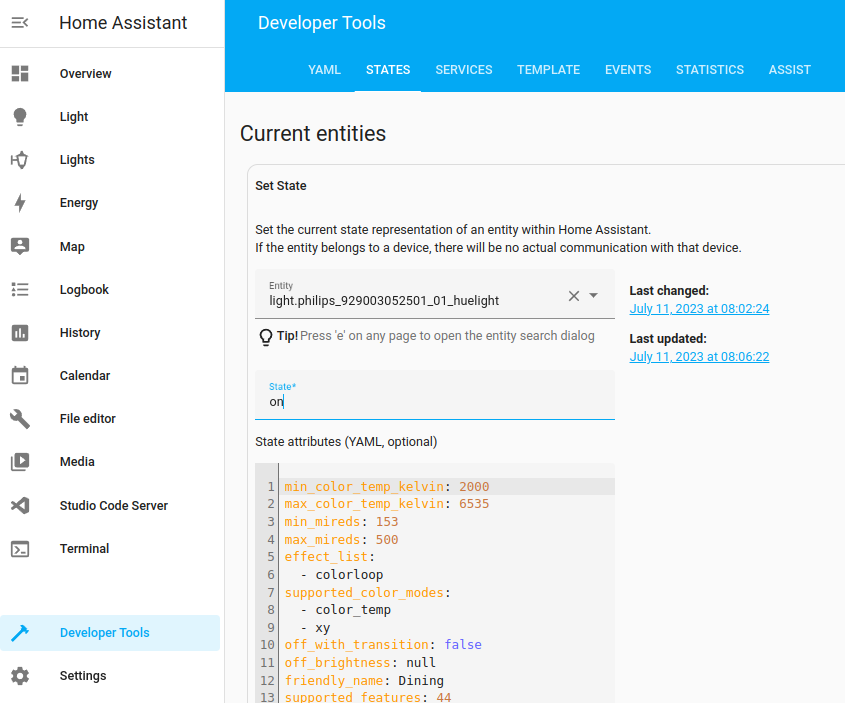 Home Assistant
Overview
Light
Lights
Energy
Map
Logbook
History
Calendar
File editor
Media
Studio Code Server
Terminal
Developer Tools
Settings
Developer Tools
YAML STATES SERVICES TEMPLATE EVENTS STATISTICS ASSIST
Current entities
Set State
Set the current state representation of an entity within Home Assistant.
If the entity belongs to a device, there will be no actual communication with that device.
Entity
light.philips_929003052501_01_huelight
Tip! Press 'e' on any page to open the entity search dialog
Last changed:
July 11, 2023 at 08:02:24
Last updated:
July 11, 2023 at 08:06:22
State*
on
State attributes (YAML, optional)
1 min_color_temp_kelvin: 2000
2 max_color_temp_kelvin: 6535
3 min_mireds: 153
4 max_mireds: 500
5 effect_list:
6 - colorloop
7 supported_color_modes:
8 - color_temp
9 - xy
10 off_with_transition: false
11 off_brightness: null
12 friendly_name: Dining
13 supported_features: 44